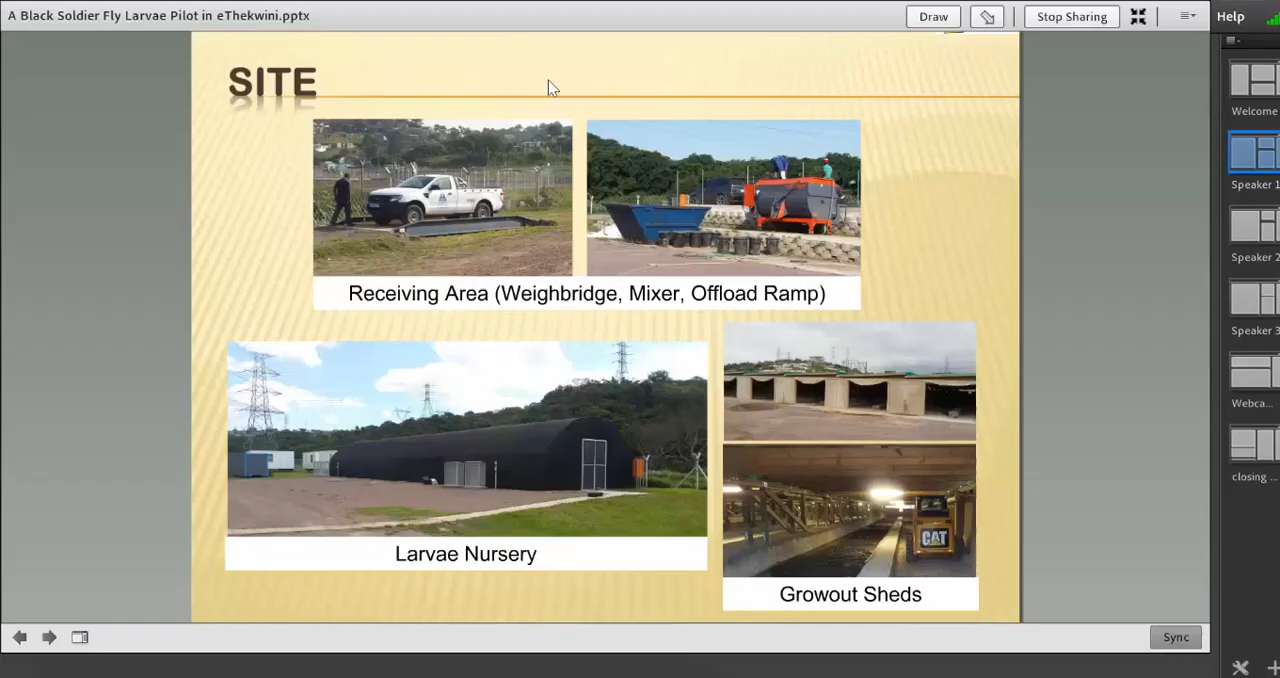 A Black Soldier Fly Larvae Pilot in eThekwini.pptx
Draw
Stop Sharing
Help
SITE
Receiving Area (Weighbridge, Mixer, Offload Ramp)
Larvae Nursery
CAT
Growout Sheds
Welcome
Speaker 1
Speaker 2
Speaker 3
Webca...
closing ...
Sync